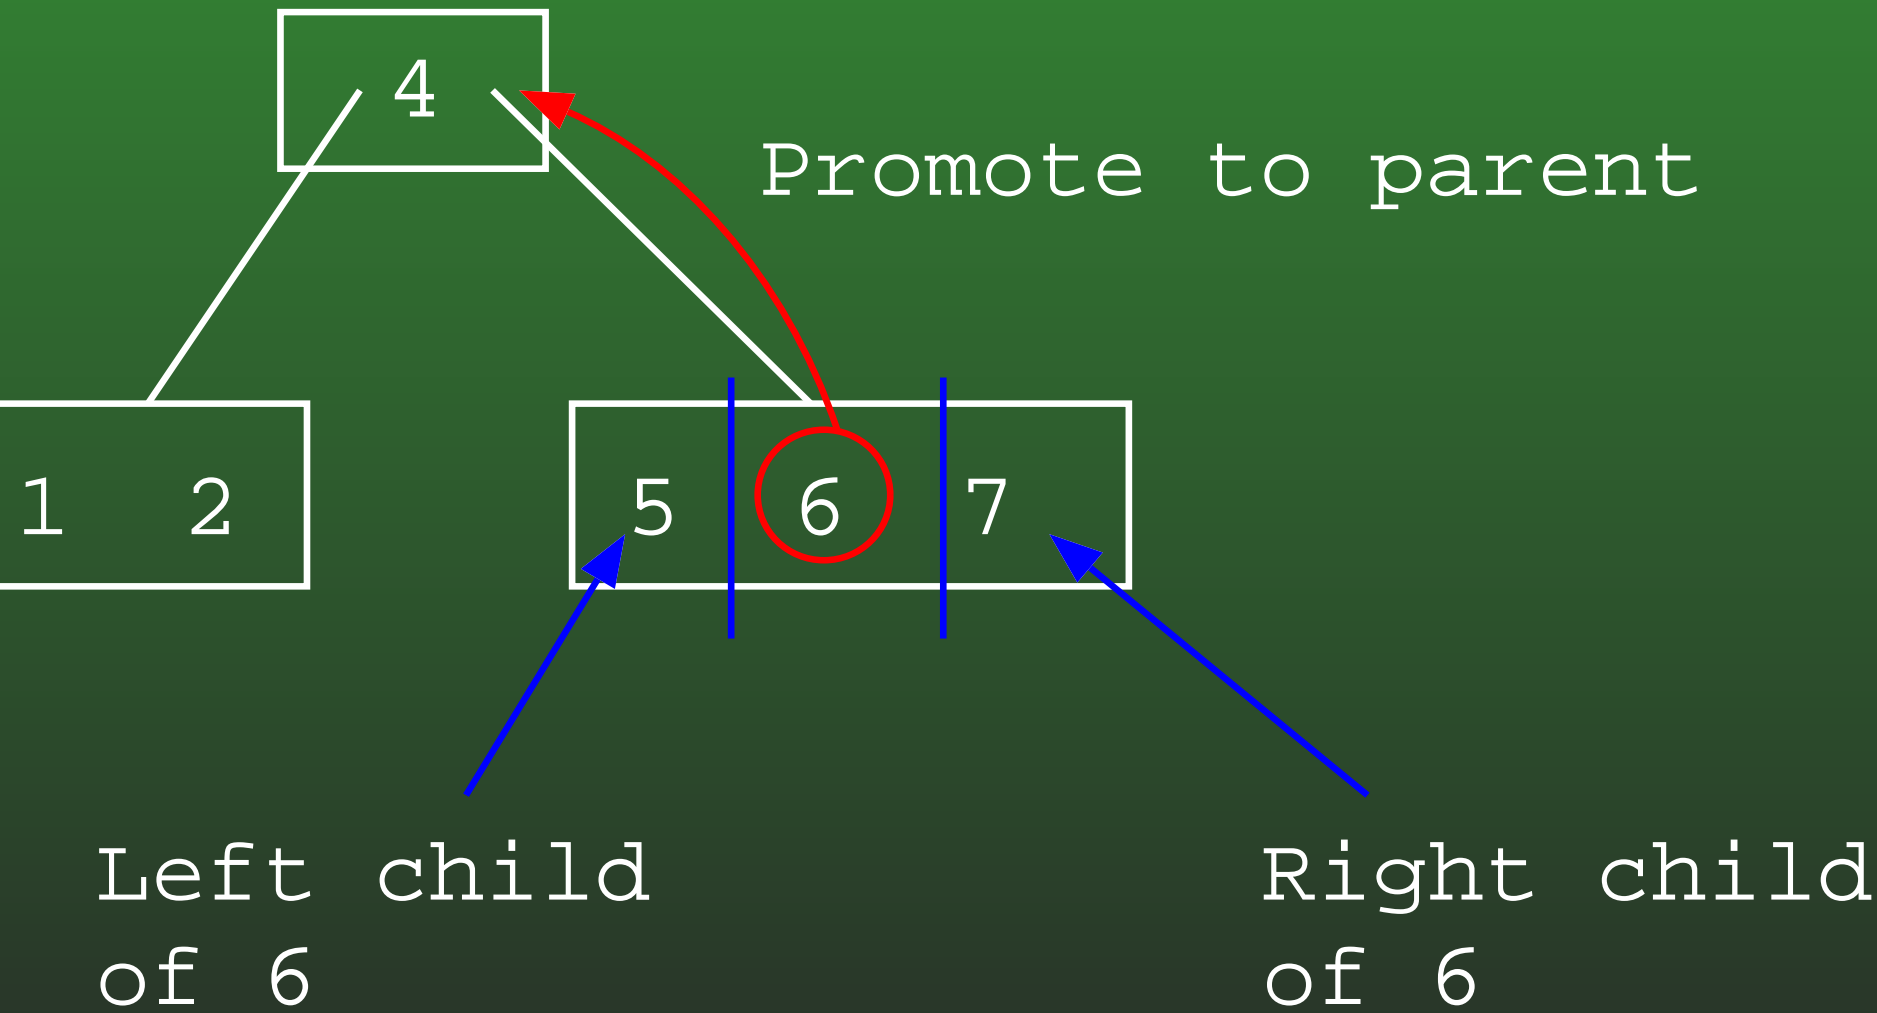 4
Promote to parent
1 2
5 6 7
Left child
of 6
Right child
of 6